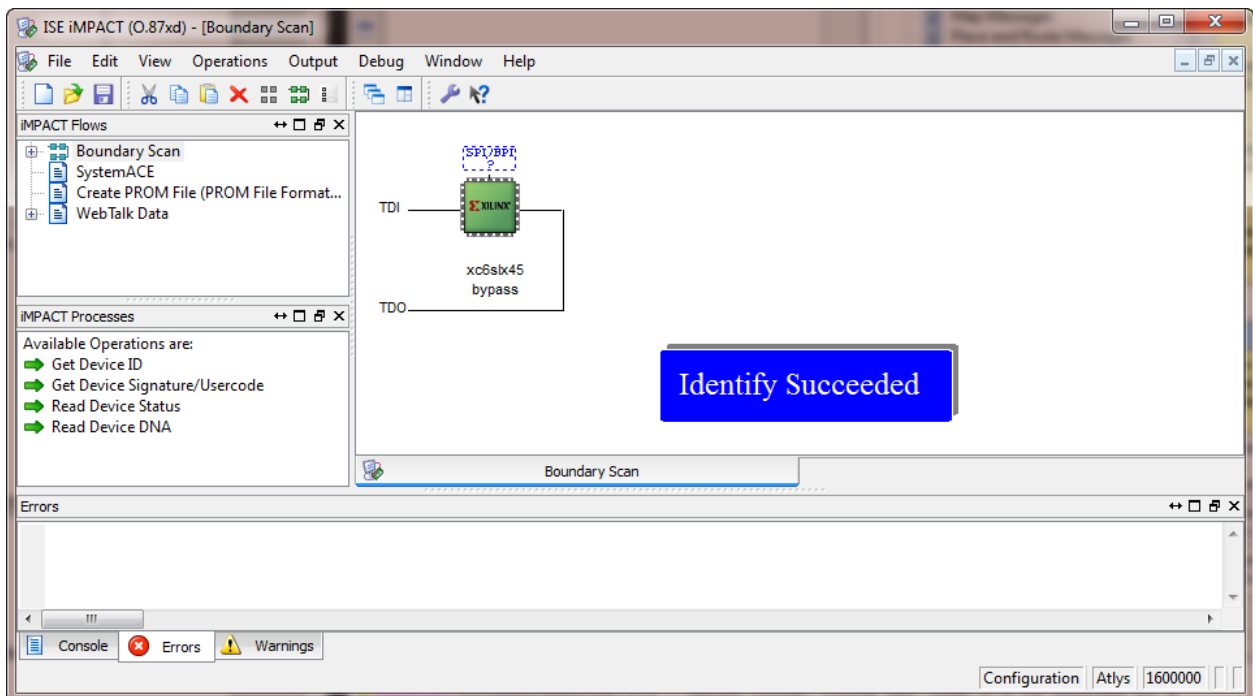 ISE iMPACT (O.87xd) - [Boundary Scan]
File Edit View Operations Output Debug Window Help
iMPACT Flows
Boundary Scan
SystemACE
Create PROM File (PROM File Format...
WebTalk Data
iMPACT Processes
Available Operations are:
Get Device ID
Get Device Signature/Usercode
Read Device Status
Read Device DNA
SPI/BPI
?
TDI
XILINX
xc6slx45
bypass
TDO
Identify Succeeded
Boundary Scan
Errors
Console Errors Warnings
Configuration Atlys 1600000